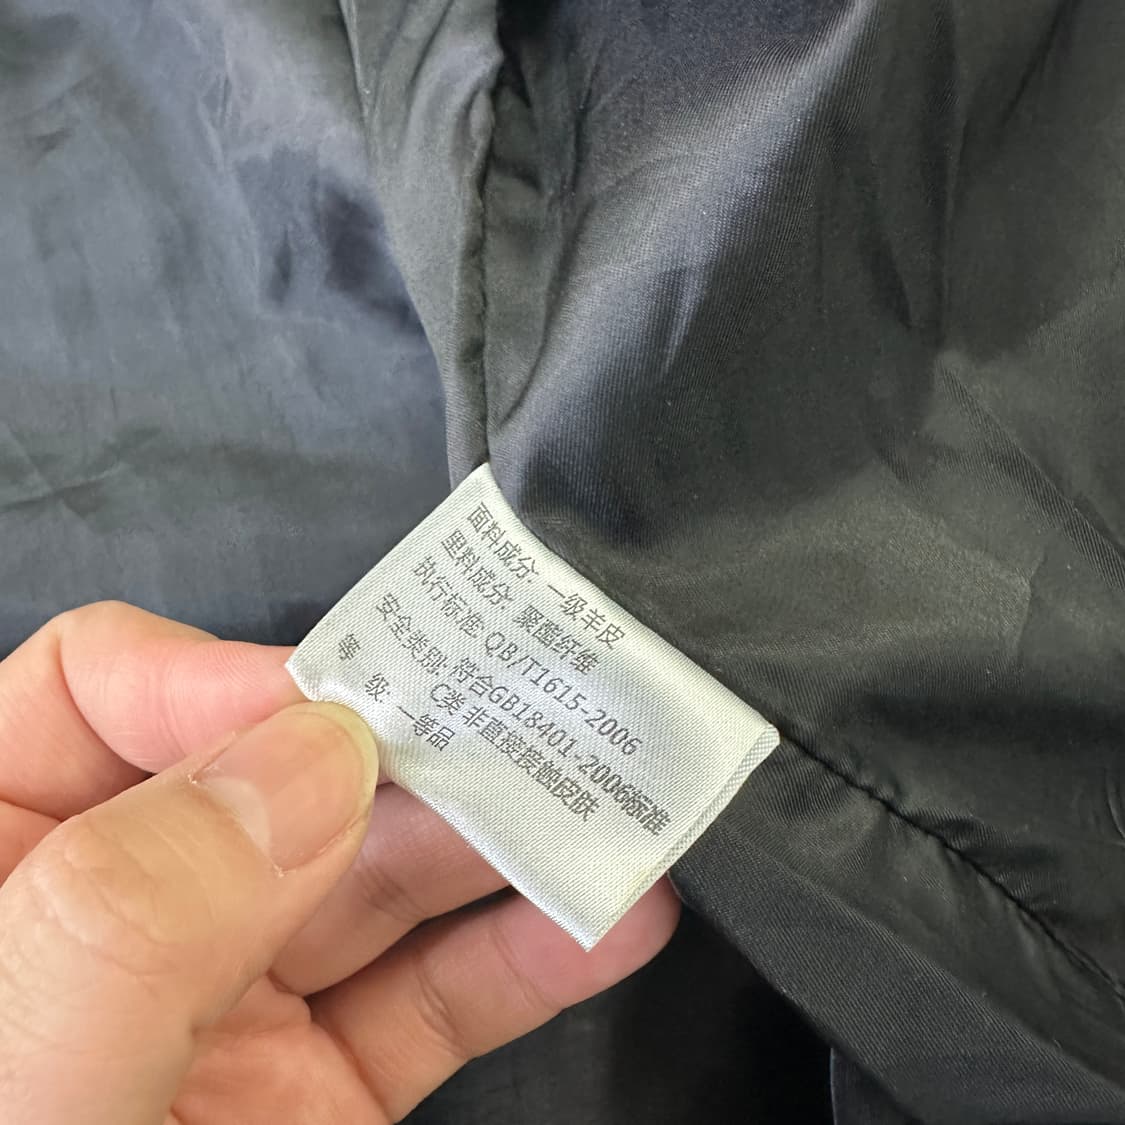 面料成分: 一级羊皮
里料成分: 聚酯纤维
执行标准: QB/T1615-2006
安全类别: 符合GB18401-2006标准
C类 非直接接触皮肤
等 级: 一等品